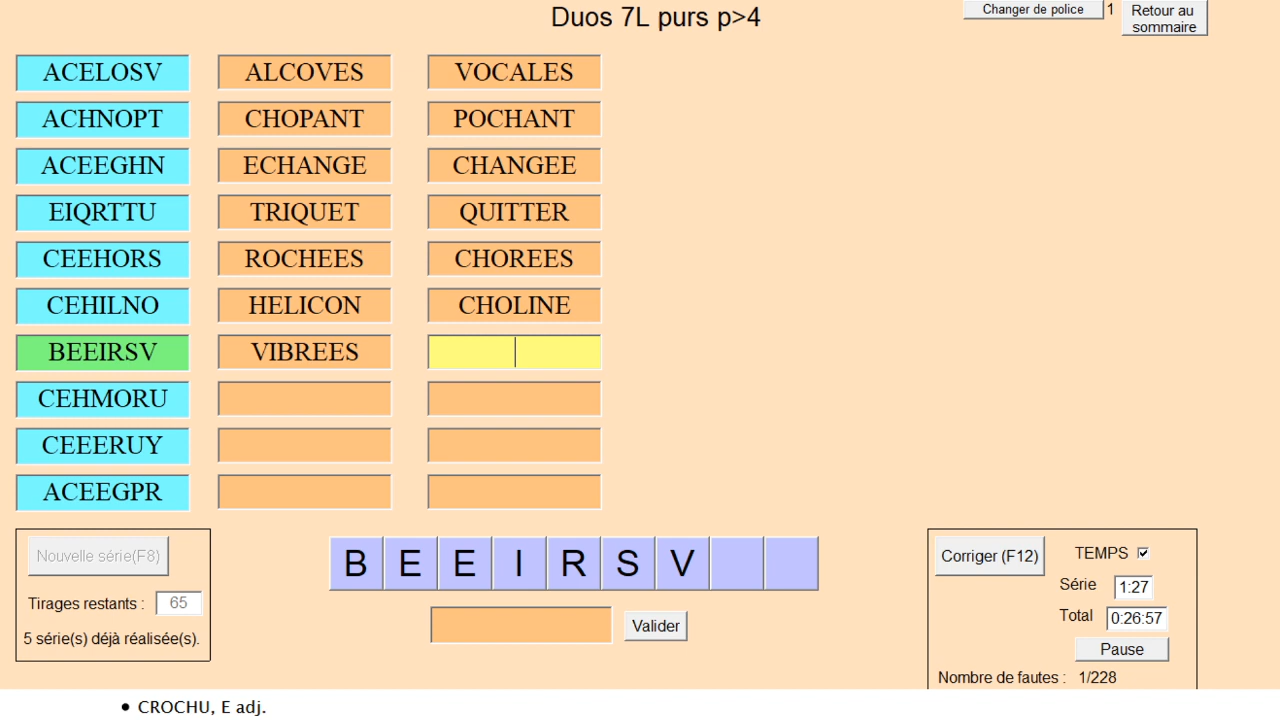 Duos 7L purs p>4
Changer de police 1 Retour au sommaire
ACELOSV ALCOVES VOCALES
ACHNOPT CHOPANT POCHANT
ACEEGHN ECHANGE CHANGEE
EIQRTTU TRIQUET QUITTER
CEEHORS ROCHEES CHOREES
CEHILNO HELICON CHOLINE
BEEIRSV VIBREES
CEHMORU
CEEERUY
ACEEGPR
Nouvelle série(F8)
Tirages restants : 65
5 série(s) déjà réalisée(s).
B E E I R S V
Valider
Corriger (F12) TEMPS
Série 1:27
Total 0:26:57
Pause
Nombre de fautes : 1/228
• CROCHU, E adj.